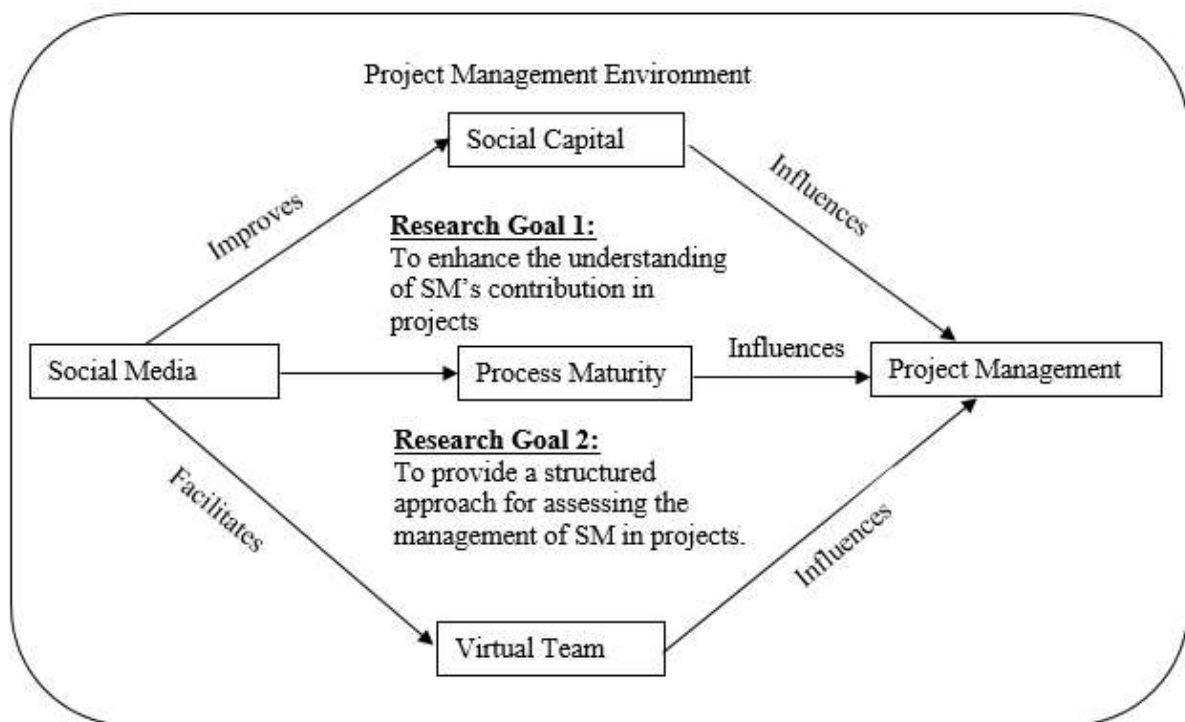 Project Management Environment
Social Capital
Improves
Influences
Research Goal 1:
To enhance the understanding
of SM’s contribution in
projects
Social Media
Process Maturity
Influences
Project Management
Research Goal 2:
To provide a structured
approach for assessing the
management of SM in projects.
Facilitates
Influences
Virtual Team